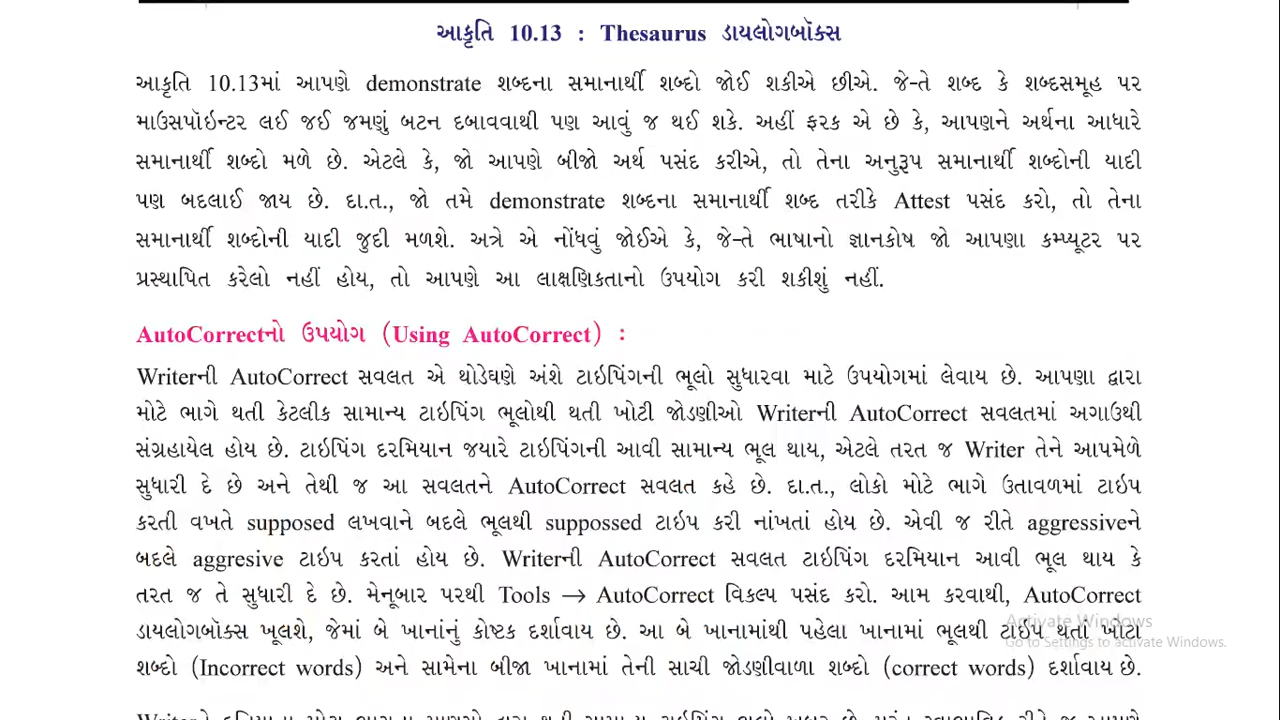 આકૃતિ 10.13 : Thesaurus ડાયલોગબૉક્સ
આકૃતિ 10.13માં આપણે demonstrate શબ્દના સમાનાર્થી શબ્દો જોઈ શકીએ છીએ. જે-તે શબ્દ કે શબ્દસમૂહ પર
માઉસપૉઇન્ટર લઈ જઈ જમણું બટન દબાવવાથી પણ આવું જ થઈ શકે. અહીં ફરક એ છે કે, આપણને અર્થના આધારે
સમાનાર્થી શબ્દો મળે છે. એટલે કે, જો આપણે બીજો અર્થ પસંદ કરીએ, તો તેના અનુરૂપ સમાનાર્થી શબ્દોની યાદી
પણ બદલાઈ જાય છે. દા.ત., જો તમે demonstrate શબ્દના સમાનાર્થી શબ્દ તરીકે Attest પસંદ કરો, તો તેના
સમાનાર્થી શબ્દોની યાદી જુદી મળશે. અત્રે એ નોંધવું જોઈએ કે, જે-તે ભાષાનો જ્ઞાનકોષ જો આપણા કમ્પ્યૂટર પર
પ્રસ્થાપિત કરેલો નહીં હોય, તો આપણે આ લાક્ષણિકતાનો ઉપયોગ કરી શકીશું નહીં.
AutoCorrectનો ઉપયોગ (Using AutoCorrect) :
Writerની AutoCorrect સવલત એ થોડેઘણે અંશે ટાઇપિંગની ભૂલો સુધારવા માટે ઉપયોગમાં લેવાય છે. આપણા દ્વારા
મોટે ભાગે થતી કેટલીક સામાન્ય ટાઇપિંગ ભૂલોથી થતી ખોટી જોડણીઓ Writerની AutoCorrect સવલતમાં અગાઉથી
સંગ્રહાયેલ હોય છે. ટાઇપિંગ દરમિયાન જયારે ટાઇપિંગની આવી સામાન્ય ભૂલ થાય, એટલે તરત જ Writer તેને આપમેળે
સુધારી દે છે અને તેથી જ આ સવલતને AutoCorrect સવલત કહે છે. દા.ત., લોકો મોટે ભાગે ઉતાવળમાં ટાઇપ
કરતી વખતે supposed લખવાને બદલે ભૂલથી suppossed ટાઇપ કરી નાંખતાં હોય છે. એવી જ રીતે aggressiveને
બદલે aggresive ટાઇપ કરતાં હોય છે. Writerની AutoCorrect સવલત ટાઇપિંગ દરમિયાન આવી ભૂલ થાય કે
તરત જ તે સુધારી દે છે. મેનૂબાર પરથી Tools → AutoCorrect વિકલ્પ પસંદ કરો. આમ કરવાથી, AutoCorrect
ડાયલોગબૉક્સ ખૂલશે, જેમાં બે ખાનાંનું કોષ્ટક દર્શાવાય છે. આ બે ખાનામાંથી પહેલા ખાનામાં ભૂલથી ટાઇપ થતા ખોટા
Activate Windows
Go to Settings to activate Windows.
શબ્દો (Incorrect words) અને સામેના બીજા ખાનામાં તેની સાચી જોડણીવાળા શબ્દો (correct words) દર્શાવાય છે.